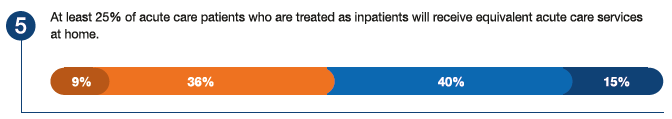 5
At least 25% of acute care patients who are treated as inpatients will receive equivalent acute care services
at home.
9% 36% 40% 15%